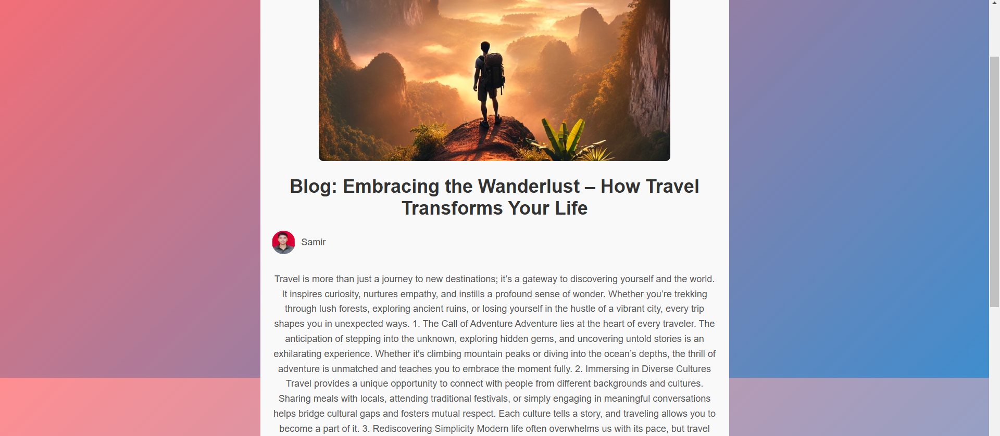 Blog: Embracing the Wanderlust – How Travel
Transforms Your Life
Samir
Travel is more than just a journey to new destinations; it’s a gateway to discovering yourself and the world.
It inspires curiosity, nurtures empathy, and instills a profound sense of wonder. Whether you’re trekking
through lush forests, exploring ancient ruins, or losing yourself in the hustle of a vibrant city, every trip
shapes you in unexpected ways. 1. The Call of Adventure Adventure lies at the heart of every traveler. The
anticipation of stepping into the unknown, exploring hidden gems, and uncovering untold stories is an
exhilarating experience. Whether it's climbing mountain peaks or diving into the ocean’s depths, the thrill of
adventure is unmatched and teaches you to embrace the moment fully. 2. Immersing in Diverse Cultures
Travel provides a unique opportunity to connect with people from different backgrounds and cultures.
Sharing meals with locals, attending traditional festivals, or simply engaging in meaningful conversations
helps bridge cultural gaps and fosters mutual respect. Each culture tells a story, and traveling allows you to
become a part of it. 3. Rediscovering Simplicity Modern life often overwhelms us with its pace, but travel